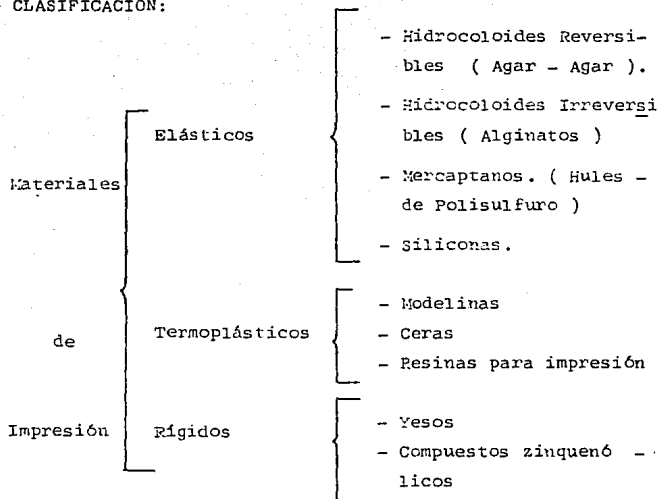 CLASIFICACION:
- Hidrocoloides Reversi-
bles ( Agar - Agar ).
- Hidrocoloides Irreversi
bles ( Alginatos )
Elásticos
- Mercaptanos. ( Hules -
de Polisulfuro )
- Siliconas.
Materiales
de
Impresión
Termoplásticos
- Modelinas
- Ceras
- Resinas para impresión
Rígidos
- Yesos
- Compuestos zinquenó -
licos